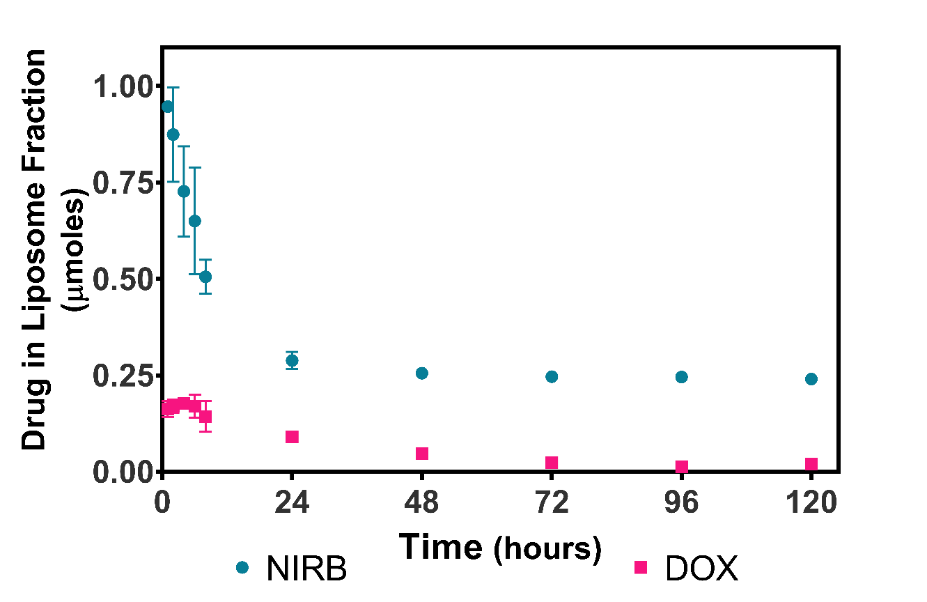 Drug in Liposome Fraction
(μmoles)
1.00
0.75
0.50
0.25
0.00
0 24 48 72 96 120
Time (hours)
NIRB DOX